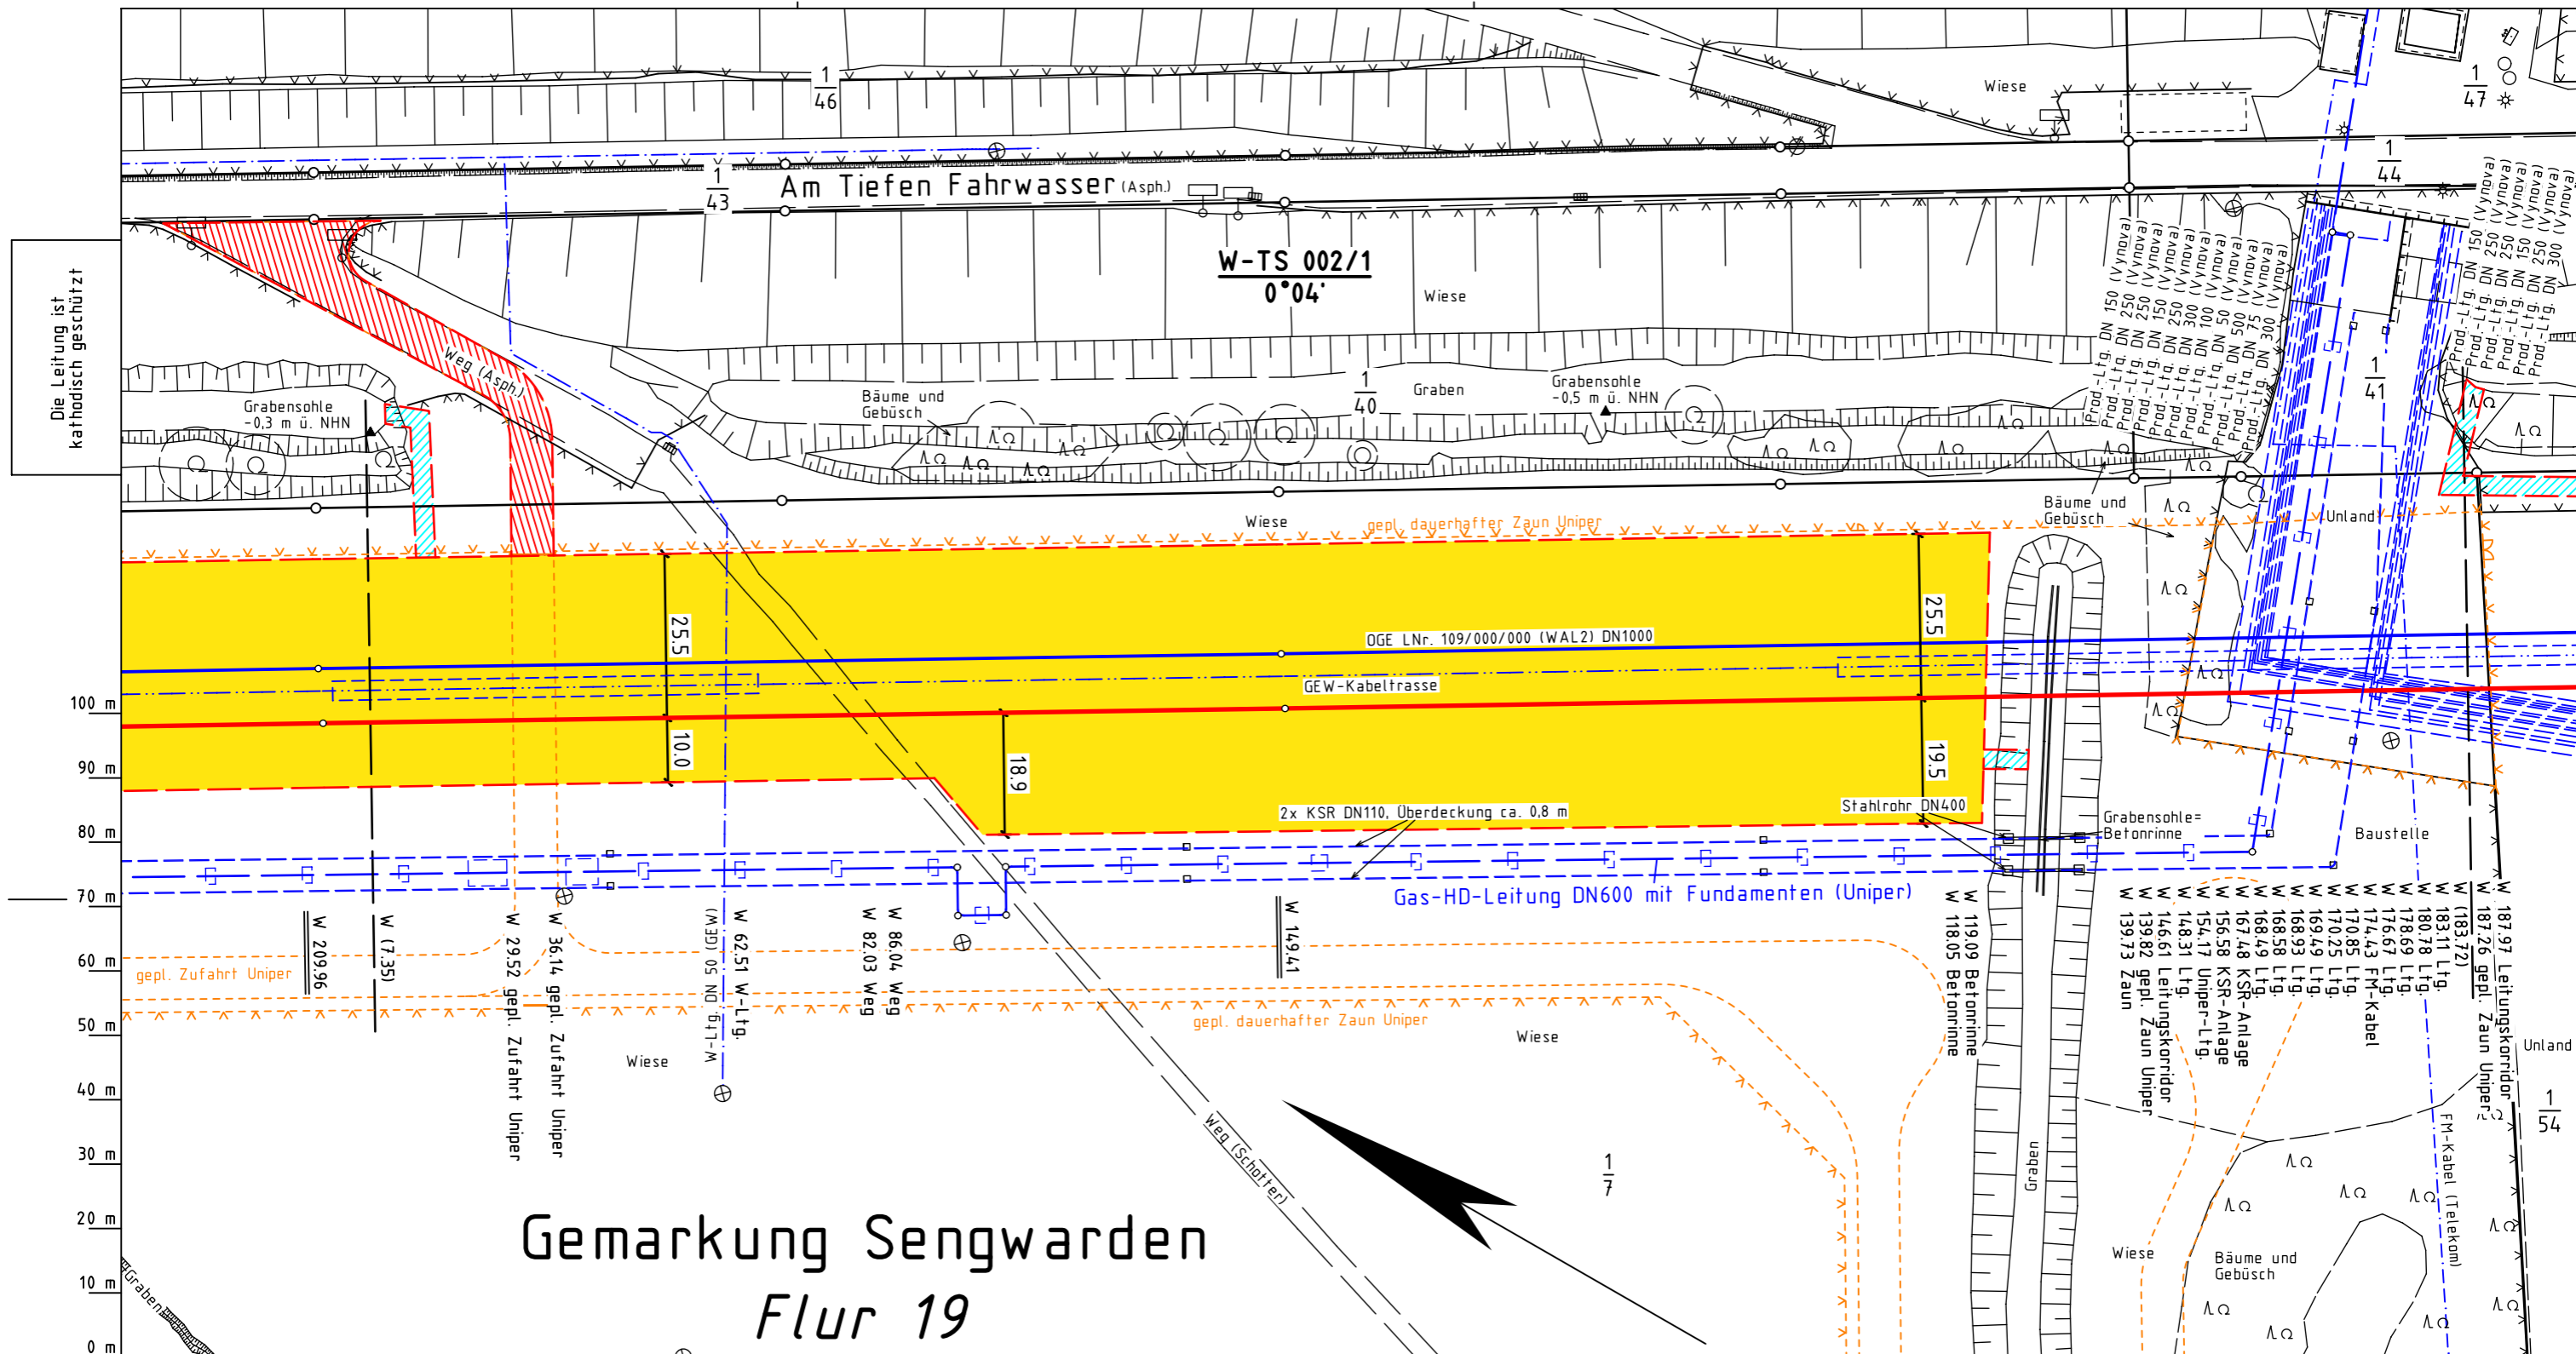 1
46
Wiese
1
47
1
43
Am Tiefen Fahrwasser (Asph.)
1
44
Die Leitung ist
kathodisch geschützt
W-TS 002/1
0°04'
Wiese
Prod.-Ltg. DN 150 (Vynova)
Prod.-Ltg. DN 250 (Vynova)
Prod.-Ltg. DN 250 (Vynova)
Prod.-Ltg. DN 150 (Vynova)
Prod.-Ltg. DN 250 (Vynova)
Prod.-Ltg. DN 300 (Vynova)
Prod.-Ltg. DN 100 (Vynova)
Prod.-Ltg. DN 50 (Vynova)
Prod.-Ltg. DN 500 (Vynova)
Prod.-Ltg. DN 75 (Vynova)
Prod.-Ltg. DN 300 (Vynova)
Prod.-Ltg. DN 150 (Vynova)
Prod.-Ltg. DN 250 (Vynova)
Prod.-Ltg. DN 250 (Vynova)
Prod.-Ltg. DN 150 (Vynova)
Prod.-Ltg. DN 250 (Vynova)
Prod.-Ltg. DN 300 (Vynova)
Weg (Asph.)
Grabensohle
-0,3 m ü. NHN
Bäume und
Gebüsch
1
40
Graben
Grabensohle
-0,5 m ü. NHN
1
41
Wiese
gepl. dauerhafter Zaun Uniper
Bäume und
Gebüsch
Unland
25.5
25.5
OGE LNr. 109/000/000 (WAL2) DN1000
GEW-Kabeltrasse
10.0
18.9
19.5
2x KSR DN110, Überdeckung ca. 0,8 m
Stahlrohr DN400
Grabensohle=
Betonrinne
Baustelle
Gas-HD-Leitung DN600 mit Fundamenten (Uniper)
100 m
90 m
80 m
70 m
60 m
50 m
40 m
30 m
20 m
10 m
0 m
W 209.96
W (7.35)
W 29.52 gepl. Zufahrt Uniper
W 36.14 gepl. Zufahrt Uniper
W-Ltg. DN 50 (GEW)
W 62.51 W-Ltg.
W 82.03 Weg
W 86.04 Weg
W 149.41
W 118.05 Betonrinne
W 119.09 Betonrinne
W 139.73 Zaun
W 139.82 gepl. Zaun Uniper
W 146.61 Leitungskorridor
W 148.31 Ltg.
W 154.17 Uniper-Ltg.
W 156.58 KSR-Anlage
W 167.48 KSR-Anlage
W 168.49 Ltg.
W 168.58 Ltg.
W 168.93 Ltg.
W 169.49 Ltg.
W 170.25 Ltg.
W 170.85 Ltg.
W 174.43 FM-Kabel
W 176.67 Ltg.
W 178.69 Ltg.
W 180.78 Ltg.
W 183.11 Ltg.
W (183.72)
W 187.26 gepl. Zaun Uniper
W 187.97 Leitungskorridor
gepl. Zufahrt Uniper
gepl. dauerhafter Zaun Uniper
Wiese
Wiese
Unland
1
54
Weg (Schotter)
1
7
Graben
FM-Kabel (Telekom)
Gemarkung Sengwarden
Flur 19
Graben
Wiese
Bäume und
Gebüsch